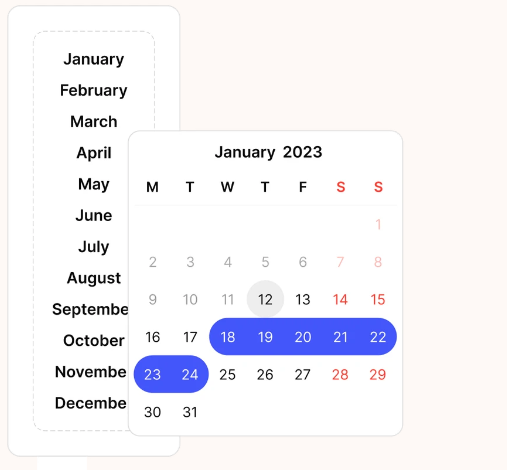 January
February
March
April
May
June
July
August
Septembe
October
Novembe
Decembe
January 2023
M T W T F S S
1
2 3 4 5 6 7 8
9 10 11 12 13 14 15
16 17 18 19 20 21 22
23 24 25 26 27 28 29
30 31